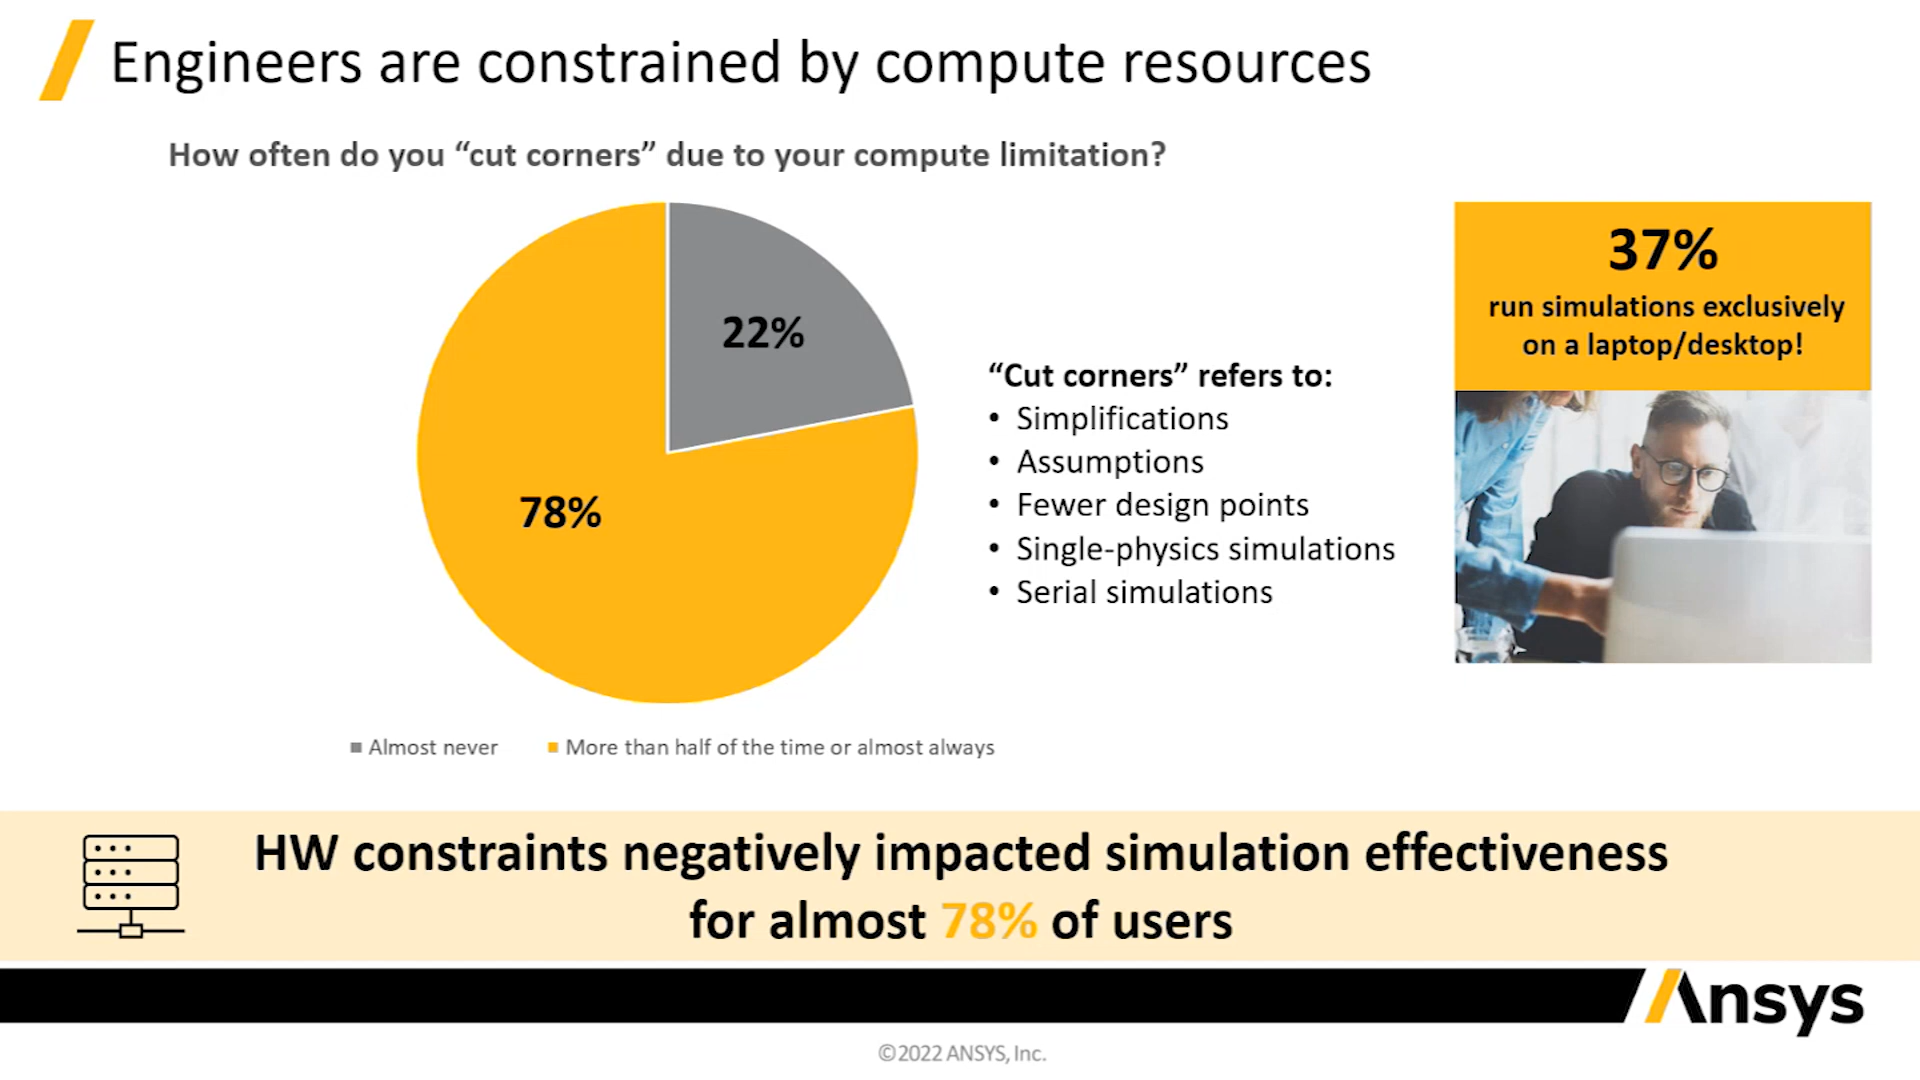 Engineers are constrained by compute resources
How often do you “cut corners” due to your compute limitation?
22%
78%
■ Almost never ■ More than half of the time or almost always
“Cut corners” refers to:
• Simplifications
• Assumptions
• Fewer design points
• Single-physics simulations
• Serial simulations
37%
run simulations exclusively
on a laptop/desktop!
HW constraints negatively impacted simulation effectiveness
for almost 78% of users
Ansys
©2022 ANSYS, Inc.